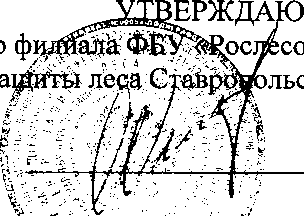 УТВЕРЖДАЮ
о филиала ФБУ «Рослесо
защиты леса Ставропольс